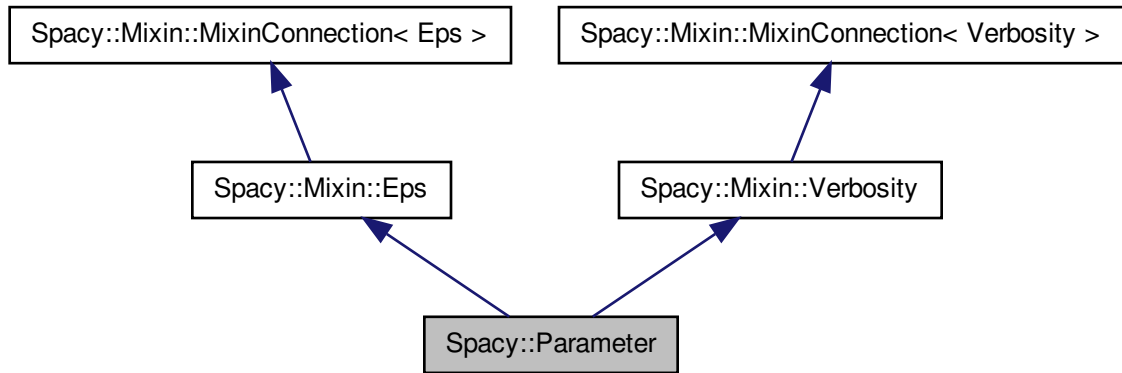 Spacy::Mixin::MixinConnection< Eps >
Spacy::Mixin::MixinConnection< Verbosity >
Spacy::Mixin::Eps
Spacy::Mixin::Verbosity
Spacy::Parameter